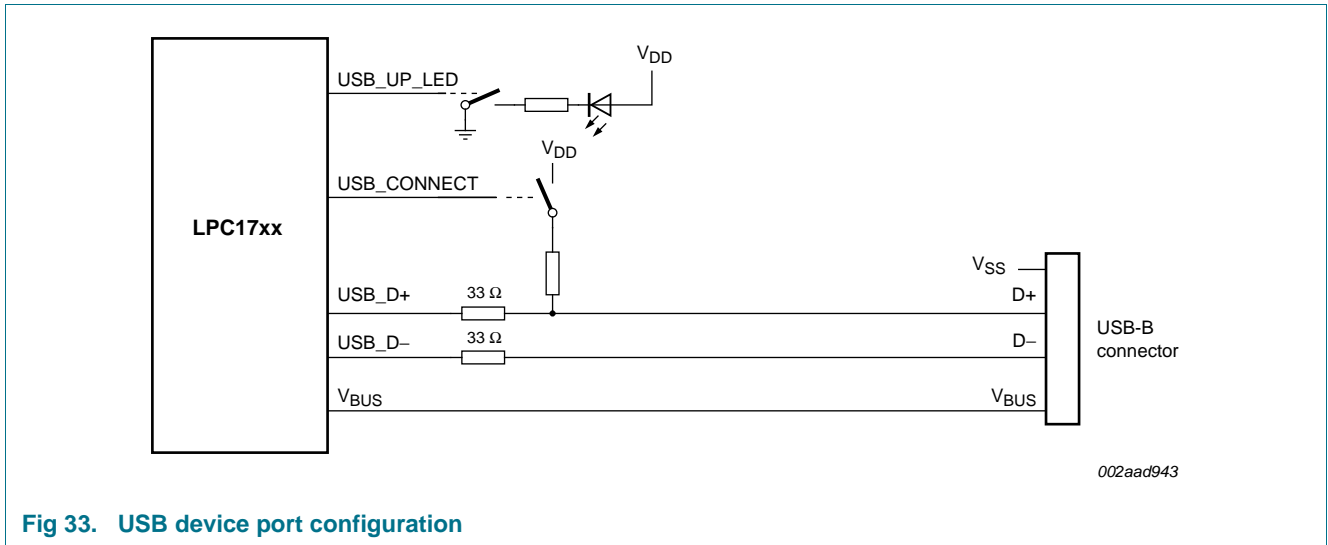 V_DD
USB_UP_LED
V_DD
USB_CONNECT
LPC17xx
V_SS
USB_D+
33 Ω
D+
USB-B
connector
USB_D−
33 Ω
D−
V_BUS
V_BUS
002aad943
Fig 33. USB device port configuration